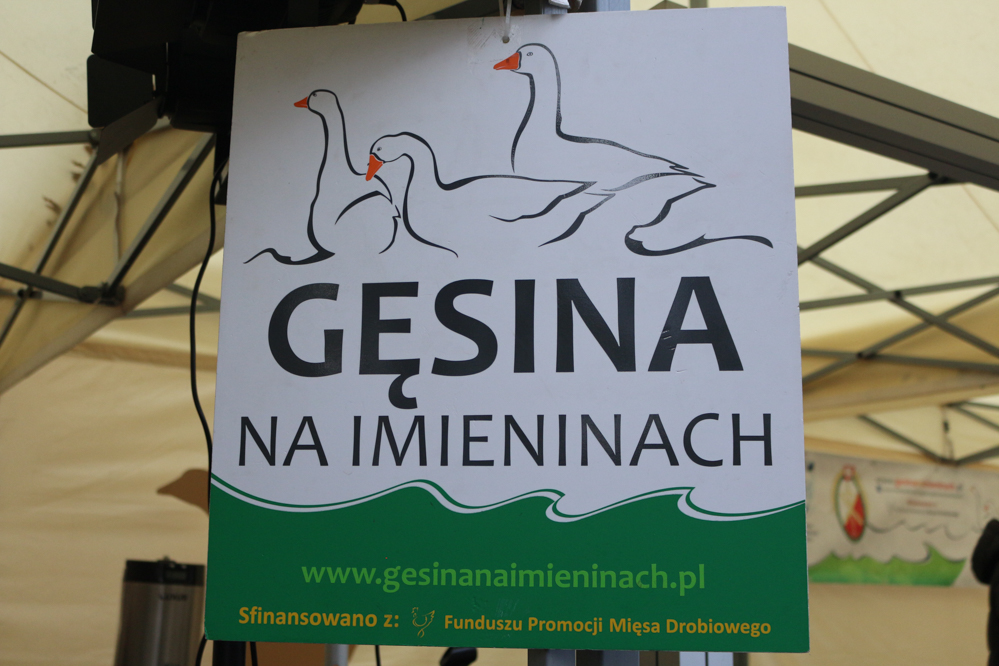 GĘSINA
NA IMIENINACH
www.gesinanaimieninach.pl
Sfinansowano z: Funduszu Promocji Mięsa Drobiowego